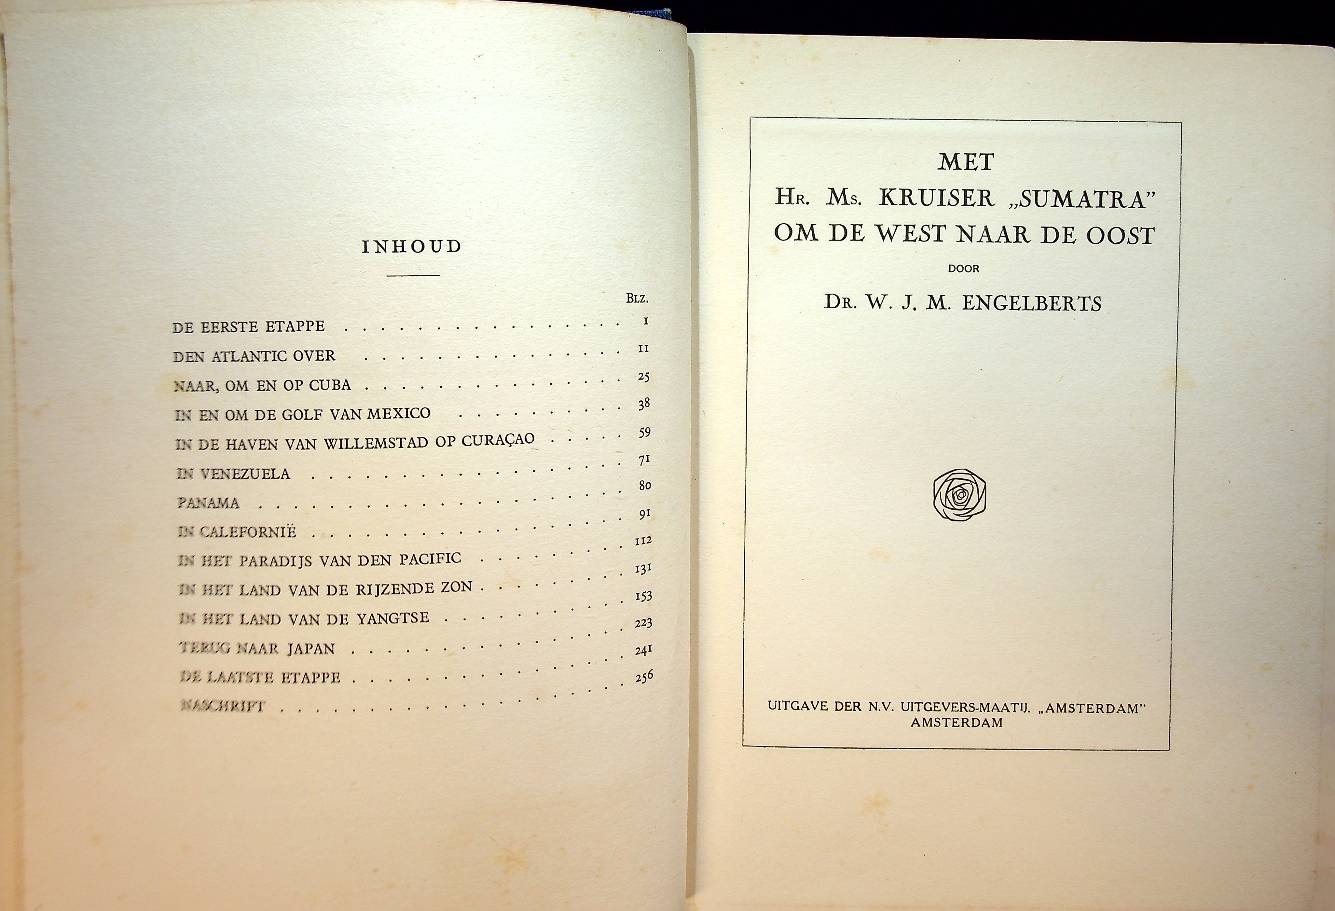 INHOUD
BLZ.
DE EERSTE ETAPPE . . . . . . . . . . . . . . . . 1
DEN ATLANTIC OVER . . . . . . . . . . . . . . . 11
NAAR, OM EN OP CUBA . . . . . . . . . . . . . . . 25
IN EN OM DE GOLF VAN MEXICO . . . . . . . . . . 38
IN DE HAVEN VAN WILLEMSTAD OP CURAÇAO . . . . . 59
IN VENEZUELA . . . . . . . . . . . . . . . . . . 71
PANAMA . . . . . . . . . . . . . . . . . . . . . 80
IN CALEFORNIË . . . . . . . . . . . . . . . . . . 91
IN HET PARADIJS VAN DEN PACIFIC . . . . . . . . . 112
IN HET LAND VAN DE RIJZENDE ZON . . . . . . . . . 131
IN HET LAND VAN DE YANGTSE . . . . . . . . . . . 153
TERUG NAAR JAPAN . . . . . . . . . . . . . . . . 223
DE LAATSTE ETAPPE . . . . . . . . . . . . . . . . 241
NASCHRIFT . . . . . . . . . . . . . . . . . . . . 256
MET
HR. MS. KRUISER „SUMATRA”
OM DE WEST NAAR DE OOST
DOOR
DR. W. J. M. ENGELBERTS
UITGAVE DER N.V. UITGEVERS-MAATIJ. „AMSTERDAM”
AMSTERDAM